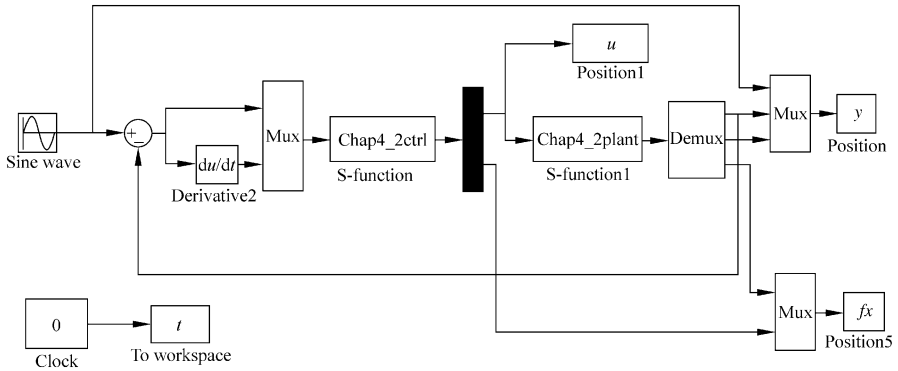 u
Position1
Sine wave
+
−
du/dt
Derivative2
Mux
Chap4_2ctrl
S-function
Chap4_2plant
S-function1
Demux
Mux
y
Position
0
Clock
t
To workspace
Mux
fx
Position5